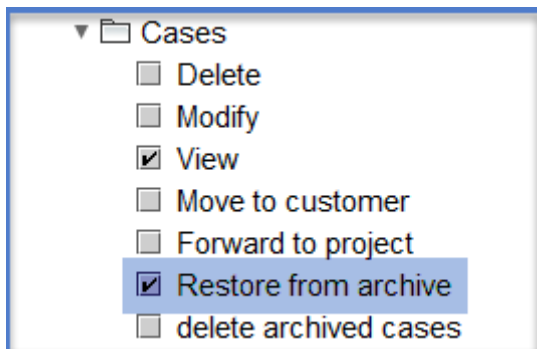 Cases
Delete
Modify
View
Move to customer
Forward to project
Restore from archive
delete archived cases